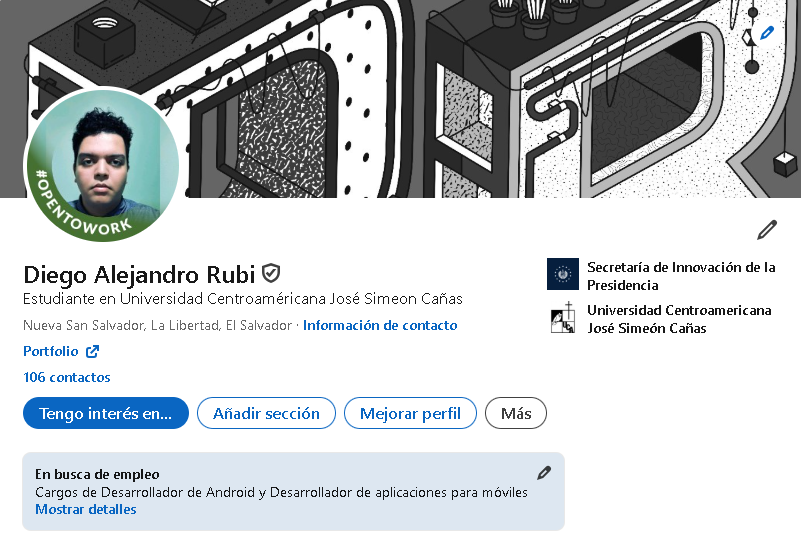 #OPENTOWORK
Diego Alejandro Rubi
Estudiante en Universidad Centroaméricana José Simeon Cañas
Nueva San Salvador, La Libertad, El Salvador · Información de contacto
Portfolio
106 contactos
Tengo interés en...
Añadir sección
Mejorar perfil
Más
Secretaría de Innovación de la
Presidencia
Universidad Centroamericana
José Simeón Cañas
En busca de empleo
Cargos de Desarrollador de Android y Desarrollador de aplicaciones para móviles
Mostrar detalles